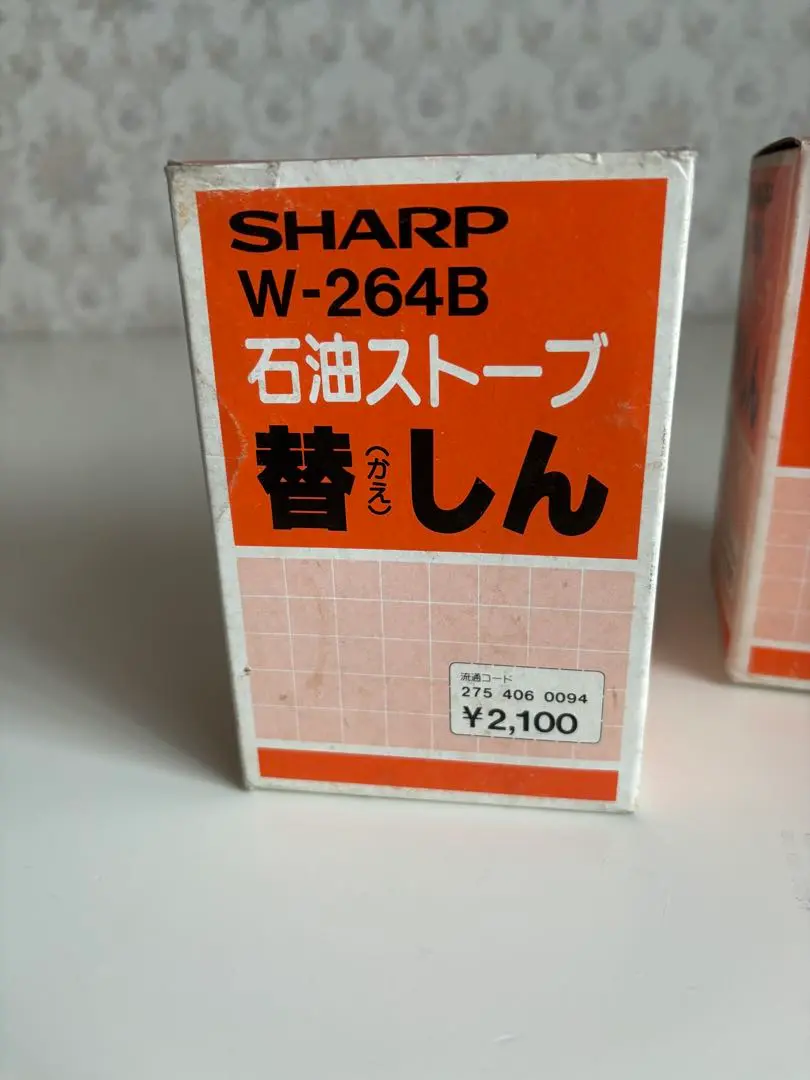 SHARP
W-264B
石油ストーブ
替(かえ)しん
流通コード
275 406 0094
¥2,100